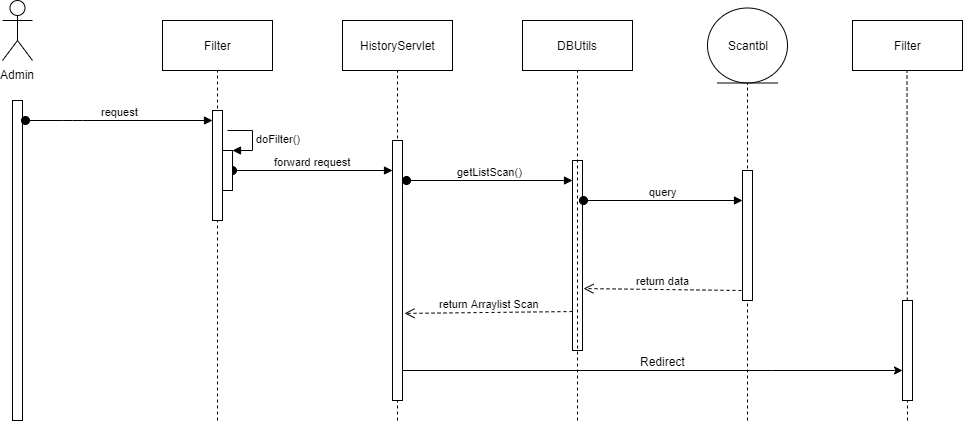 Admin
Filter
HistoryServlet
DBUtils
Scantbl
Filter
request
doFilter()
forward request
getListScan()
query
return data
return Arraylist Scan
Redirect